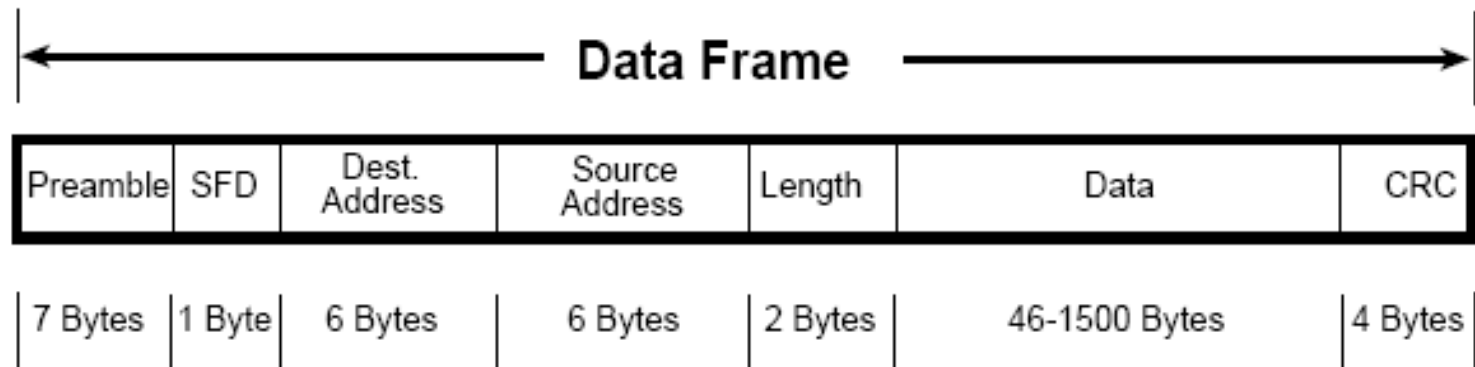 Data Frame
Preamble SFD Dest. Address Source Address Length Data CRC
7 Bytes 1 Byte 6 Bytes 6 Bytes 2 Bytes 46-1500 Bytes 4 Bytes